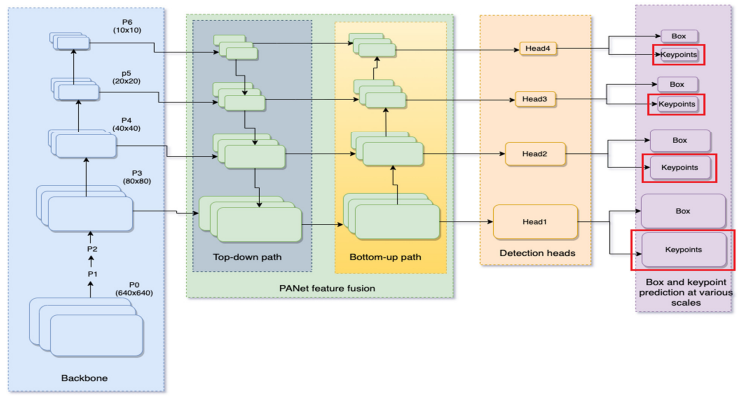 P6
(10x10)
p5
(20x20)
P4
(40x40)
P3
(80x80)
P2
P1
P0
(640x640)
Backbone
Top-down path
Bottom-up path
PANet feature fusion
Head4
Head3
Head2
Head1
Detection heads
Box
Keypoints
Box
Keypoints
Box
Keypoints
Box
Keypoints
Box and keypoint
prediction at various
scales